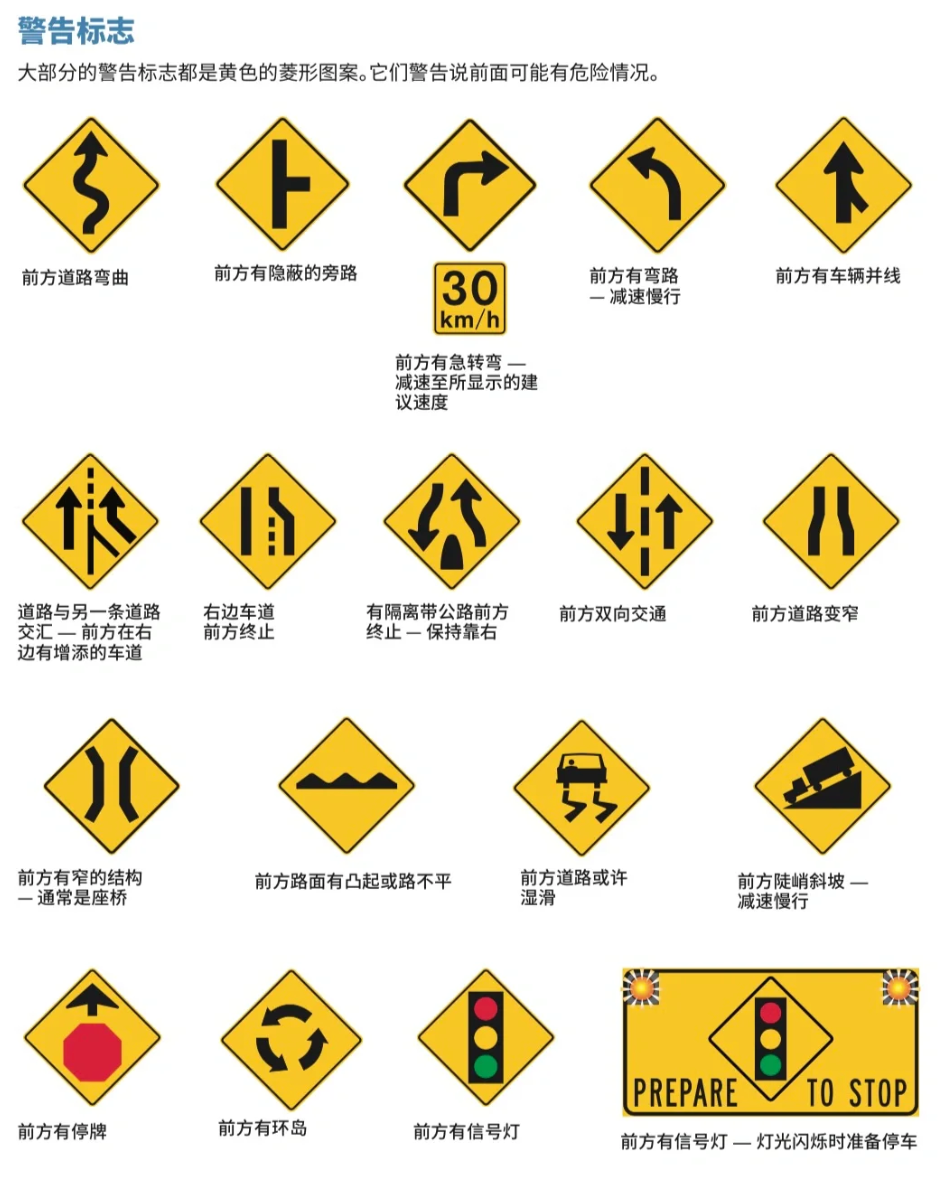 警告标志
大部分的警告标志都是黄色的菱形图案。它们警告说前面可能有危险情况。
前方道路弯曲
前方有隐蔽的旁路
30
km/h
前方有急转弯 —
减速至所显示的建
议速度
前方有弯路
— 减速慢行
前方有车辆并线
道路与另一条道路
交汇 — 前方在右
边有增添的车道
右边车道
前方终止
有隔离带公路前方
终止 — 保持靠右
前方双向交通
前方道路变窄
前方有窄的结构
— 通常是座桥
前方路面有凸起或路不平
前方道路或许
湿滑
前方陡峭斜坡 —
减速慢行
前方有停牌
前方有环岛
前方有信号灯
PREPARE TO STOP
前方有信号灯 — 灯光闪烁时准备停车